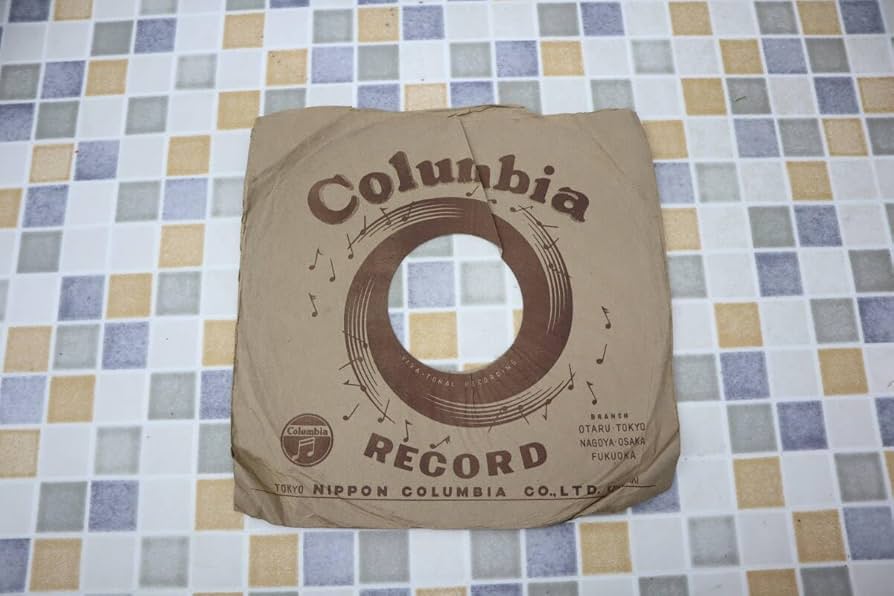 Columbia
VIVA-TONAL RECORDING
Columbia
RECORD
BRANCH
OTARU · TOKYO
NAGOYA · OSAKA
FUKUOKA
TOKYO NIPPON COLUMBIA CO., LTD.